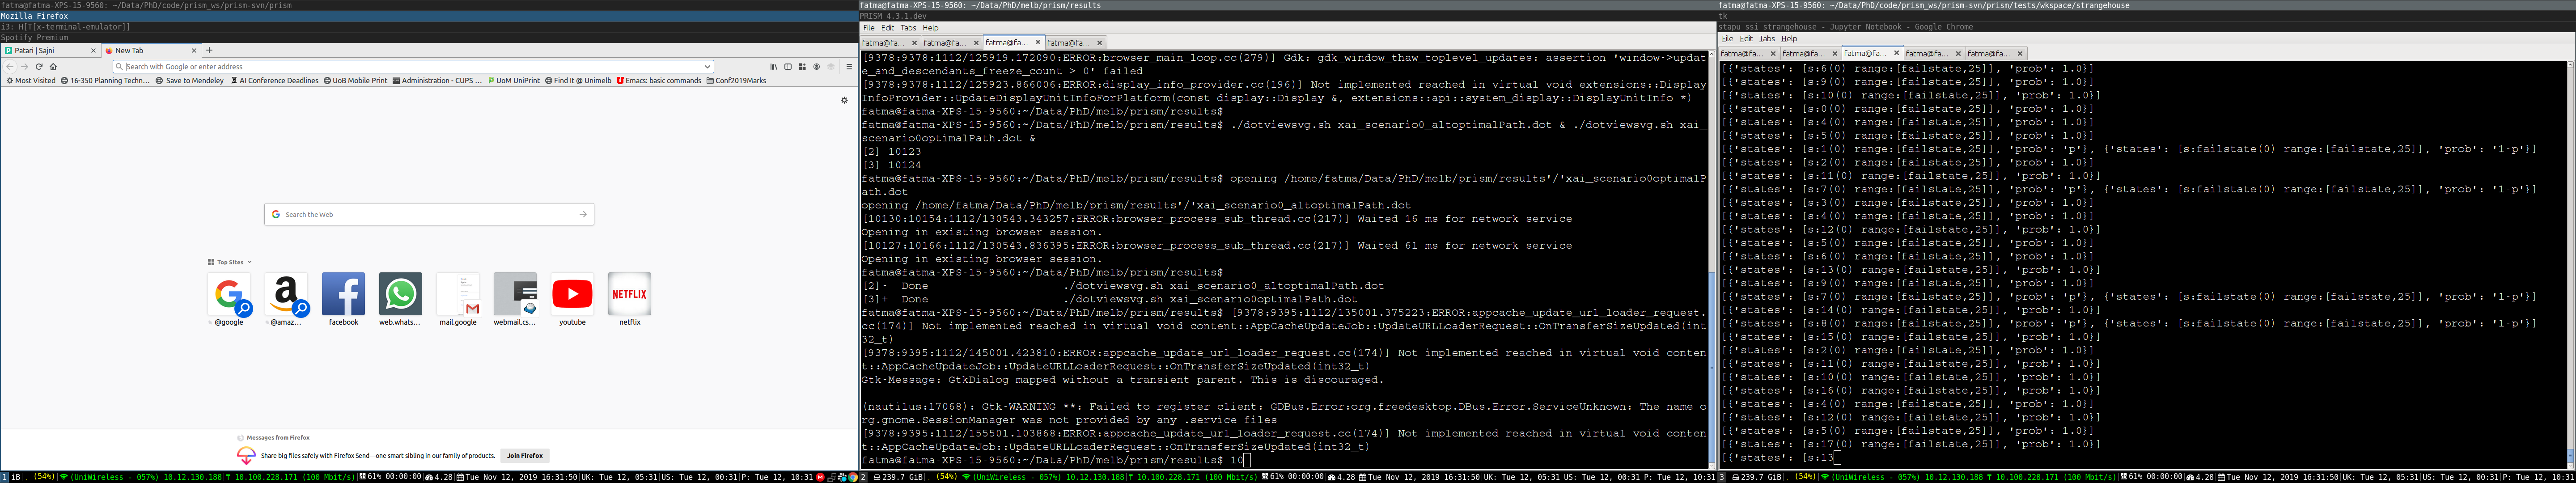 fatma@fatma-XPS-15-9560: ~/Data/PhD/code/prism_ws/prism-svn/prism
Mozilla Firefox
i3: H[T[x-terminal-emulator]]
Spotify Premium
Patari | Sajni
New Tab
Search with Google or enter address
Most Visited
16-350 Planning Techn…
Save to Mendeley
AI Conference Deadlines
UoB Mobile Print
Administration - CUPS …
UoM UniPrint
Find It @ Unimelb
Emacs: basic commands
Conf2019Marks
Search the Web
Top Sites
@google
@amaz…
facebook
web.whats…
mail.google
webmail.cs…
youtube
NETFLIX
netflix
Messages from Firefox
Share big files safely with Firefox Send—one smart sibling in our family of products.
Join Firefox
1 iB| (54%) (UniWireless - 057%) 10.12.130.188 10.100.228.171 (100 Mbit/s) 61% 00:00:00 4.28 Tue Nov 12, 2019 16:31:50 UK: Tue 12, 05:31 US: Tue 12, 00:31 P: Tue 12, 10:31
fatma@fatma-XPS-15-9560: ~/Data/PhD/melb/prism/results
PRISM 4.3.1.dev
File Edit Tabs Help
fatma@fa… fatma@fa… fatma@fa… fatma@fa…
[9378:9378:1112/125919.172090:ERROR:browser_main_loop.cc(279)] Gdk: gdk_window_thaw_toplevel_updates: assertion 'window->updat
e_and_descendants_freeze_count > 0' failed
[9378:9378:1112/125923.866006:ERROR:display_info_provider.cc(196)] Not implemented reached in virtual void extensions::Display
InfoProvider::UpdateDisplayUnitInfoForPlatform(const display::Display &, extensions::api::system_display::DisplayUnitInfo *)
fatma@fatma-XPS-15-9560:~/Data/PhD/melb/prism/results$
fatma@fatma-XPS-15-9560:~/Data/PhD/melb/prism/results$ ./dotviewsvg.sh xai_scenario0_altoptimalPath.dot & ./dotviewsvg.sh xai_
scenario0optimalPath.dot &
[2] 10123
[3] 10124
fatma@fatma-XPS-15-9560:~/Data/PhD/melb/prism/results$ opening /home/fatma/Data/PhD/melb/prism/results'/'xai_scenario0optimalP
ath.dot
opening /home/fatma/Data/PhD/melb/prism/results'/'xai_scenario0_altoptimalPath.dot
[10130:10154:1112/130543.343257:ERROR:browser_process_sub_thread.cc(217)] Waited 16 ms for network service
Opening in existing browser session.
[10127:10166:1112/130543.836395:ERROR:browser_process_sub_thread.cc(217)] Waited 61 ms for network service
Opening in existing browser session.
fatma@fatma-XPS-15-9560:~/Data/PhD/melb/prism/results$
[2]- Done ./dotviewsvg.sh xai_scenario0_altoptimalPath.dot
[3]+ Done ./dotviewsvg.sh xai_scenario0optimalPath.dot
fatma@fatma-XPS-15-9560:~/Data/PhD/melb/prism/results$ [9378:9395:1112/135001.375223:ERROR:appcache_update_url_loader_request.
cc(174)] Not implemented reached in virtual void content::AppCacheUpdateJob::UpdateURLLoaderRequest::OnTransferSizeUpdated(int
32_t)
[9378:9395:1112/145001.423810:ERROR:appcache_update_url_loader_request.cc(174)] Not implemented reached in virtual void conten
t::AppCacheUpdateJob::UpdateURLLoaderRequest::OnTransferSizeUpdated(int32_t)
Gtk-Message: GtkDialog mapped without a transient parent. This is discouraged.
(nautilus:17068): Gtk-WARNING **: Failed to register client: GDBus.Error:org.freedesktop.DBus.Error.ServiceUnknown: The name o
rg.gnome.SessionManager was not provided by any .service files
[9378:9395:1112/155501.103868:ERROR:appcache_update_url_loader_request.cc(174)] Not implemented reached in virtual void conten
t::AppCacheUpdateJob::UpdateURLLoaderRequest::OnTransferSizeUpdated(int32_t)
fatma@fatma-XPS-15-9560:~/Data/PhD/melb/prism/results$ 10
2 239.7 GiB| (54%) (UniWireless - 057%) 10.12.130.188 10.100.228.171 (100 Mbit/s) 61% 00:00:00 4.28 Tue Nov 12, 2019 16:31:50 UK: Tue 12, 05:31 US: Tue 12, 00:31 P: Tue 12, 10:31
fatma@fatma-XPS-15-9560: ~/Data/PhD/code/prism_ws/prism-svn/prism/tests/wkspace/strangehouse
tk
stapu_ssi_strangehouse - Jupyter Notebook - Google Chrome
File Edit Tabs Help
fatma@fa… fatma@fa… fatma@fa… fatma@fa… fatma@fa…
[{'states': [s:6(0) range:[failstate,25]], 'prob': 1.0}]
[{'states': [s:9(0) range:[failstate,25]], 'prob': 1.0}]
[{'states': [s:10(0) range:[failstate,25]], 'prob': 1.0}]
[{'states': [s:0(0) range:[failstate,25]], 'prob': 1.0}]
[{'states': [s:4(0) range:[failstate,25]], 'prob': 1.0}]
[{'states': [s:5(0) range:[failstate,25]], 'prob': 1.0}]
[{'states': [s:1(0) range:[failstate,25]], 'prob': 'p'}, {'states': [s:failstate(0) range:[failstate,25]], 'prob': '1-p'}]
[{'states': [s:2(0) range:[failstate,25]], 'prob': 1.0}]
[{'states': [s:11(0) range:[failstate,25]], 'prob': 1.0}]
[{'states': [s:7(0) range:[failstate,25]], 'prob': 'p'}, {'states': [s:failstate(0) range:[failstate,25]], 'prob': '1-p'}]
[{'states': [s:3(0) range:[failstate,25]], 'prob': 1.0}]
[{'states': [s:4(0) range:[failstate,25]], 'prob': 1.0}]
[{'states': [s:12(0) range:[failstate,25]], 'prob': 1.0}]
[{'states': [s:5(0) range:[failstate,25]], 'prob': 1.0}]
[{'states': [s:6(0) range:[failstate,25]], 'prob': 1.0}]
[{'states': [s:13(0) range:[failstate,25]], 'prob': 1.0}]
[{'states': [s:9(0) range:[failstate,25]], 'prob': 1.0}]
[{'states': [s:7(0) range:[failstate,25]], 'prob': 'p'}, {'states': [s:failstate(0) range:[failstate,25]], 'prob': '1-p'}]
[{'states': [s:14(0) range:[failstate,25]], 'prob': 1.0}]
[{'states': [s:8(0) range:[failstate,25]], 'prob': 'p'}, {'states': [s:failstate(0) range:[failstate,25]], 'prob': '1-p'}]
[{'states': [s:15(0) range:[failstate,25]], 'prob': 1.0}]
[{'states': [s:2(0) range:[failstate,25]], 'prob': 1.0}]
[{'states': [s:11(0) range:[failstate,25]], 'prob': 1.0}]
[{'states': [s:10(0) range:[failstate,25]], 'prob': 1.0}]
[{'states': [s:16(0) range:[failstate,25]], 'prob': 1.0}]
[{'states': [s:4(0) range:[failstate,25]], 'prob': 1.0}]
[{'states': [s:12(0) range:[failstate,25]], 'prob': 1.0}]
[{'states': [s:5(0) range:[failstate,25]], 'prob': 1.0}]
[{'states': [s:17(0) range:[failstate,25]], 'prob': 1.0}]
[{'states': [s:13
3 239.7 GiB| (54%) (UniWireless - 057%) 10.12.130.188 10.100.228.171 (100 Mbit/s) 61% 00:00:00 4.28 Tue Nov 12, 2019 16:31:50 UK: Tue 12, 05:31 US: Tue 12, 00:31 P: Tue 12, 10:31